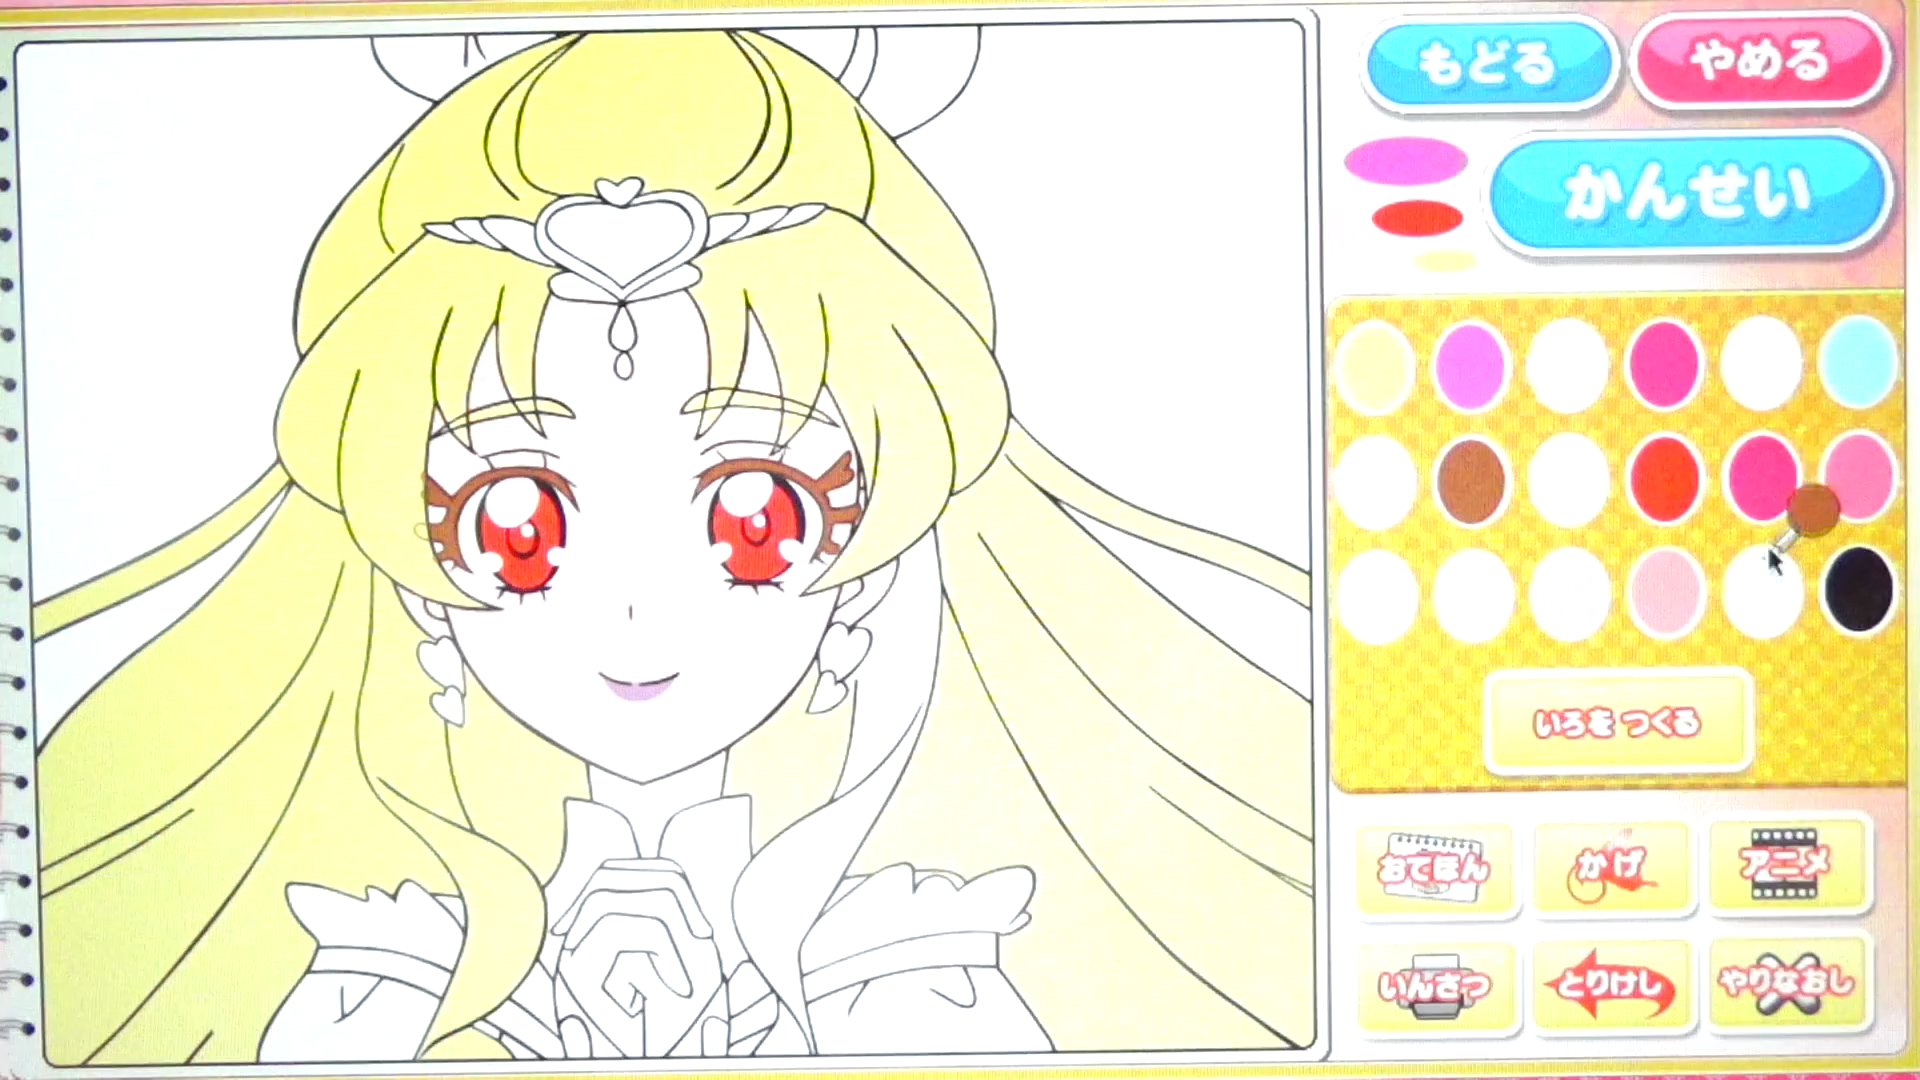 もどる
やめる
かんせい
いろを つくる
おてほん
かげ
アニメ
いんさつ
とりけし
やりなおし